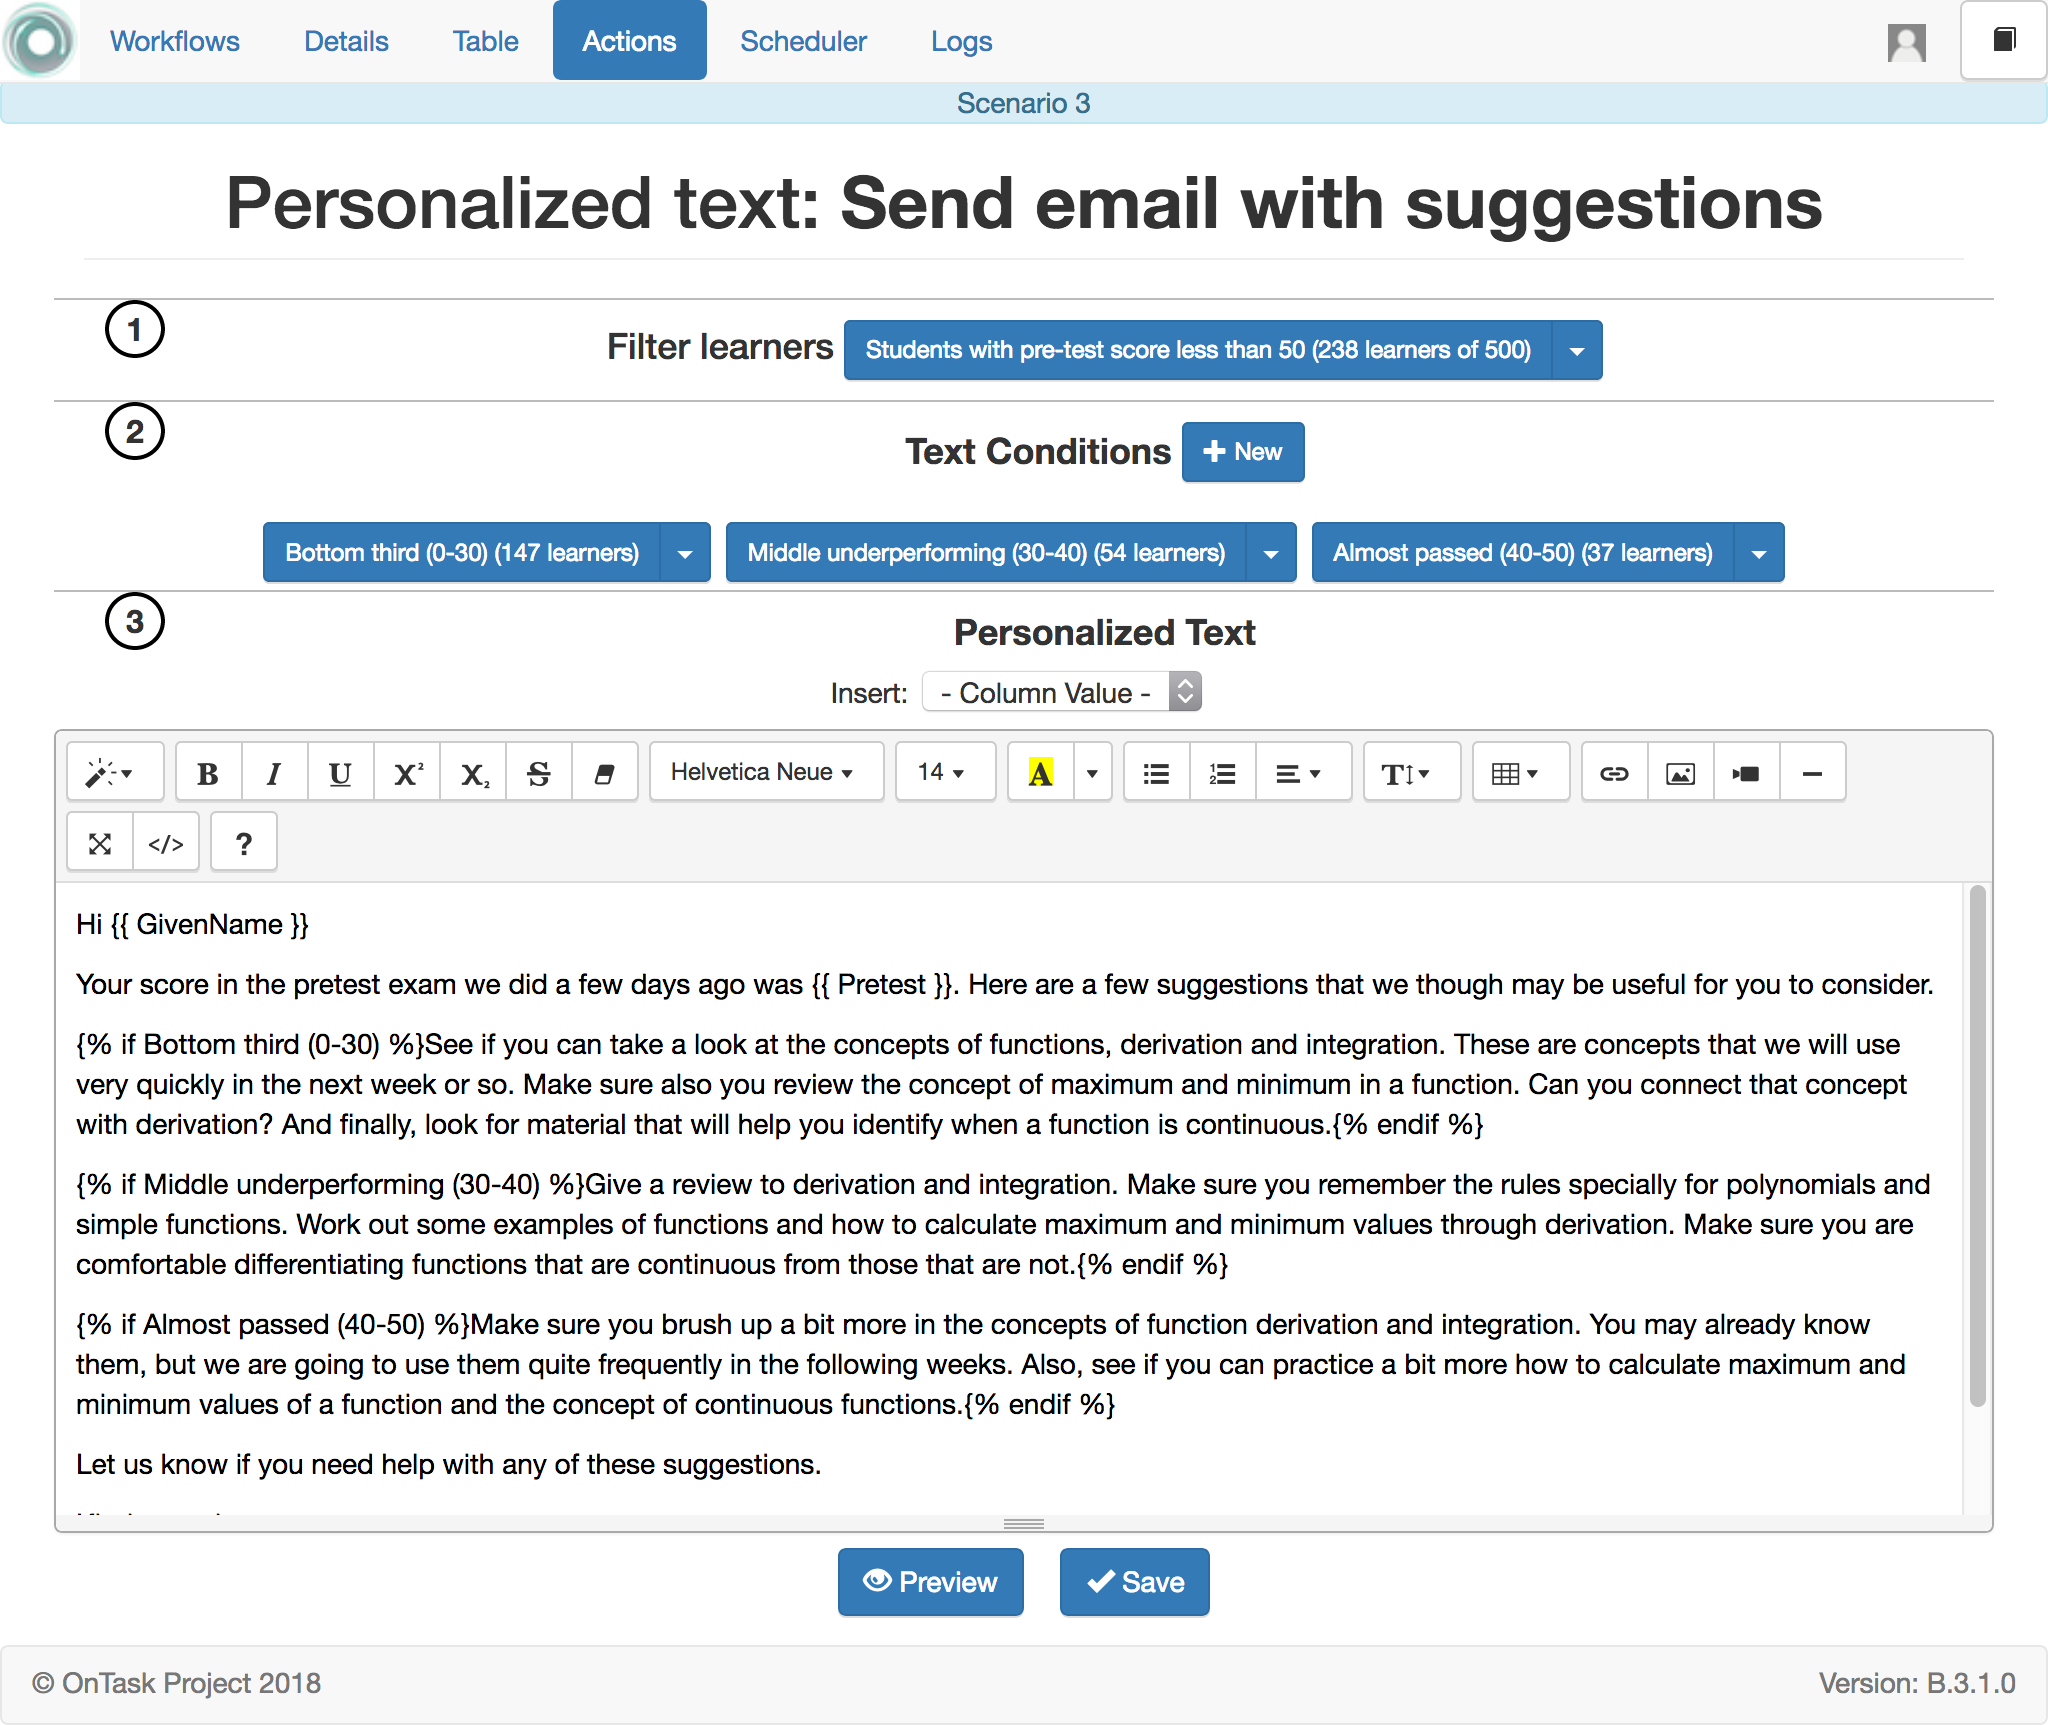 Workflows Details Table Actions Scheduler Logs
Scenario 3
Personalized text: Send email with suggestions
1
Filter learners Students with pre-test score less than 50 (238 learners of 500)
2
Text Conditions New
Bottom third (0-30) (147 learners) Middle underperforming (30-40) (54 learners) Almost passed (40-50) (37 learners)
3
Personalized Text
Insert: - Column Value -
B I U X² X₂ S Helvetica Neue 14 A T
</> ?
Hi {{ GivenName }}
Your score in the pretest exam we did a few days ago was {{ Pretest }}. Here are a few suggestions that we though may be useful for you to consider.
{% if Bottom third (0-30) %}See if you can take a look at the concepts of functions, derivation and integration. These are concepts that we will use
very quickly in the next week or so. Make sure also you review the concept of maximum and minimum in a function. Can you connect that concept
with derivation? And finally, look for material that will help you identify when a function is continuous.{% endif %}
{% if Middle underperforming (30-40) %}Give a review to derivation and integration. Make sure you remember the rules specially for polynomials and
simple functions. Work out some examples of functions and how to calculate maximum and minimum values through derivation. Make sure you are
comfortable differentiating functions that are continuous from those that are not.{% endif %}
{% if Almost passed (40-50) %}Make sure you brush up a bit more in the concepts of function derivation and integration. You may already know
them, but we are going to use them quite frequently in the following weeks. Also, see if you can practice a bit more how to calculate maximum and
minimum values of a function and the concept of continuous functions.{% endif %}
Let us know if you need help with any of these suggestions.
Preview Save
© OnTask Project 2018 Version: B.3.1.0